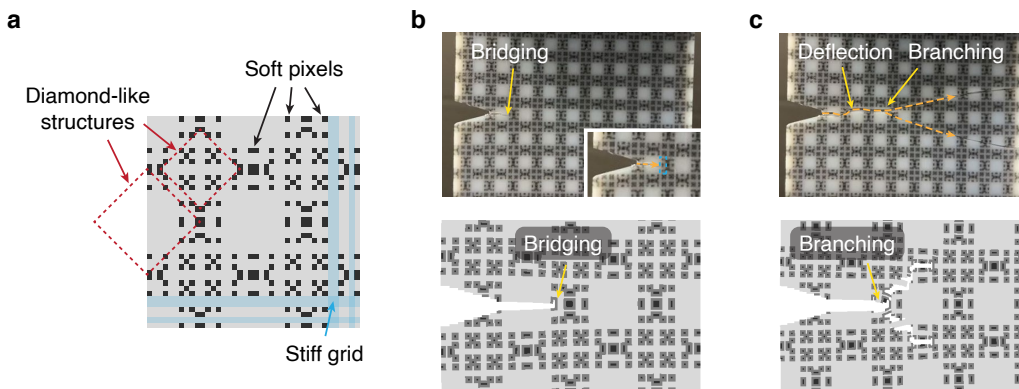 a
Soft pixels
Diamond-like
structures
Stiff grid
b
Bridging
Bridging
c
Deflection Branching
Branching